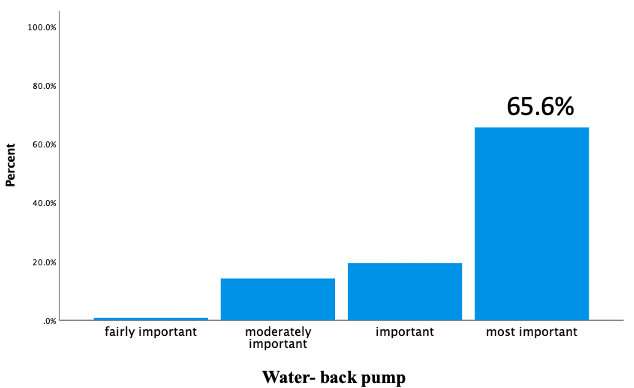 100.0%
80.0%
60.0%
40.0%
20.0%
.0%
Percent
65.6%
fairly important
moderately
important
important
most important
Water- back pump